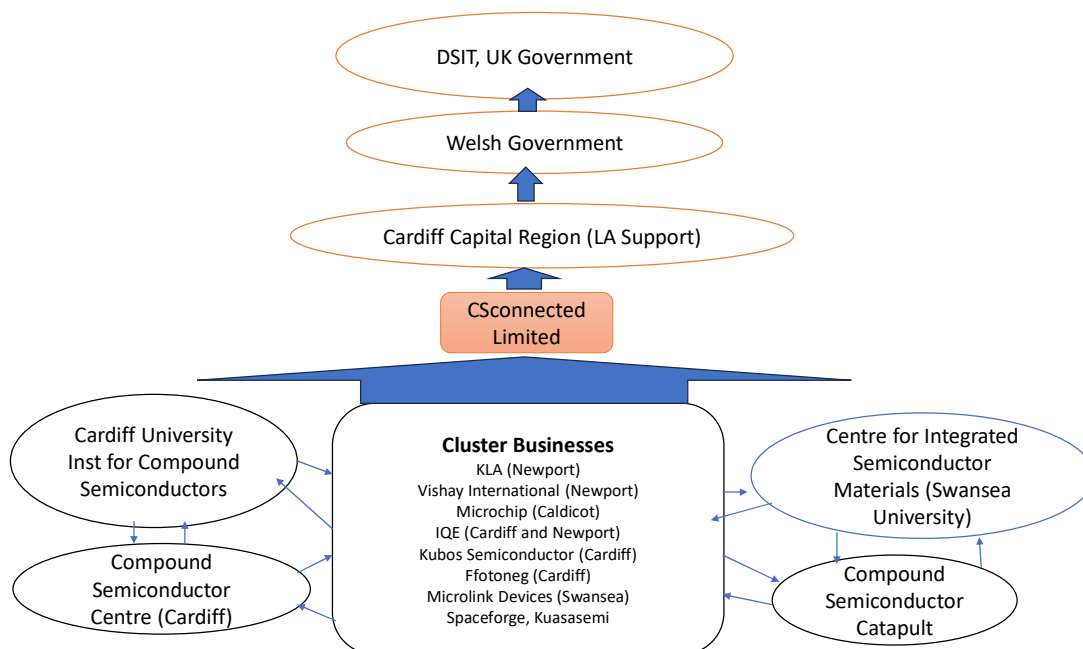 DSIT, UK Government
Welsh Government
Cardiff Capital Region (LA Support)
CSconnected
Limited
Cardiff University
Inst for Compound
Semiconductors
Compound
Semiconductor
Centre (Cardiff)
Cluster Businesses
KLA (Newport)
Vishay International (Newport)
Microchip (Caldicot)
IQE (Cardiff and Newport)
Kubos Semiconductor (Cardiff)
Ffotoneg (Cardiff)
Microlink Devices (Swansea)
Spaceforge, Kuasasemi
Centre for Integrated
Semiconductor
Materials (Swansea
University)
Compound
Semiconductor
Catapult